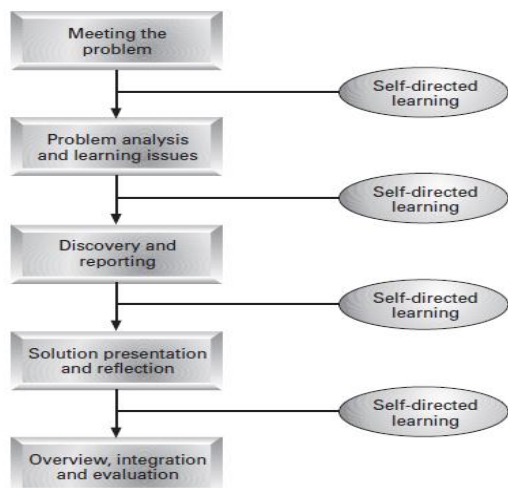 Meeting the
problem
Self-directed
learning
Problem analysis
and learning issues
Self-directed
learning
Discovery and
reporting
Self-directed
learning
Solution presentation
and reflection
Self-directed
learning
Overview, integration
and evaluation